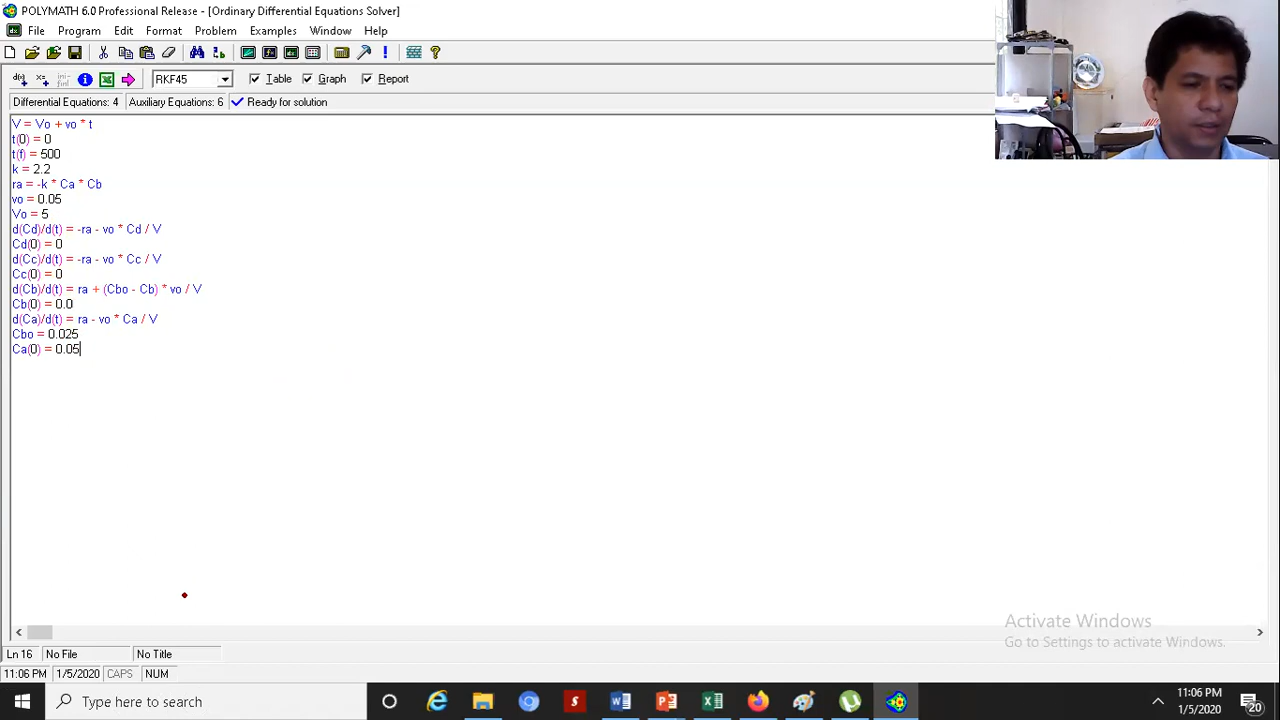 POLYMATH 6.0 Professional Release - [Ordinary Differential Equations Solver]
File Program Edit Format Problem Examples Window Help
RKF45 Table Graph Report
Differential Equations: 4 Auxiliary Equations: 6 Ready for solution
V = Vo + vo * t
t(0) = 0
t(f) = 500
k = 2.2
ra = -k * Ca * Cb
vo = 0.05
Vo = 5
d(Cd)/d(t) = -ra - vo * Cd / V
Cd(0) = 0
d(Cc)/d(t) = -ra - vo * Cc / V
Cc(0) = 0
d(Cb)/d(t) = ra + (Cbo - Cb) * vo / V
Cb(0) = 0.0
d(Ca)/d(t) = ra - vo * Ca / V
Cbo = 0.025
Ca(0) = 0.05
Activate Windows
Go to Settings to activate Windows.
Ln 16 No File No Title
11:06 PM 1/5/2020 CAPS NUM
Type here to search
11:06 PM
1/5/2020
20